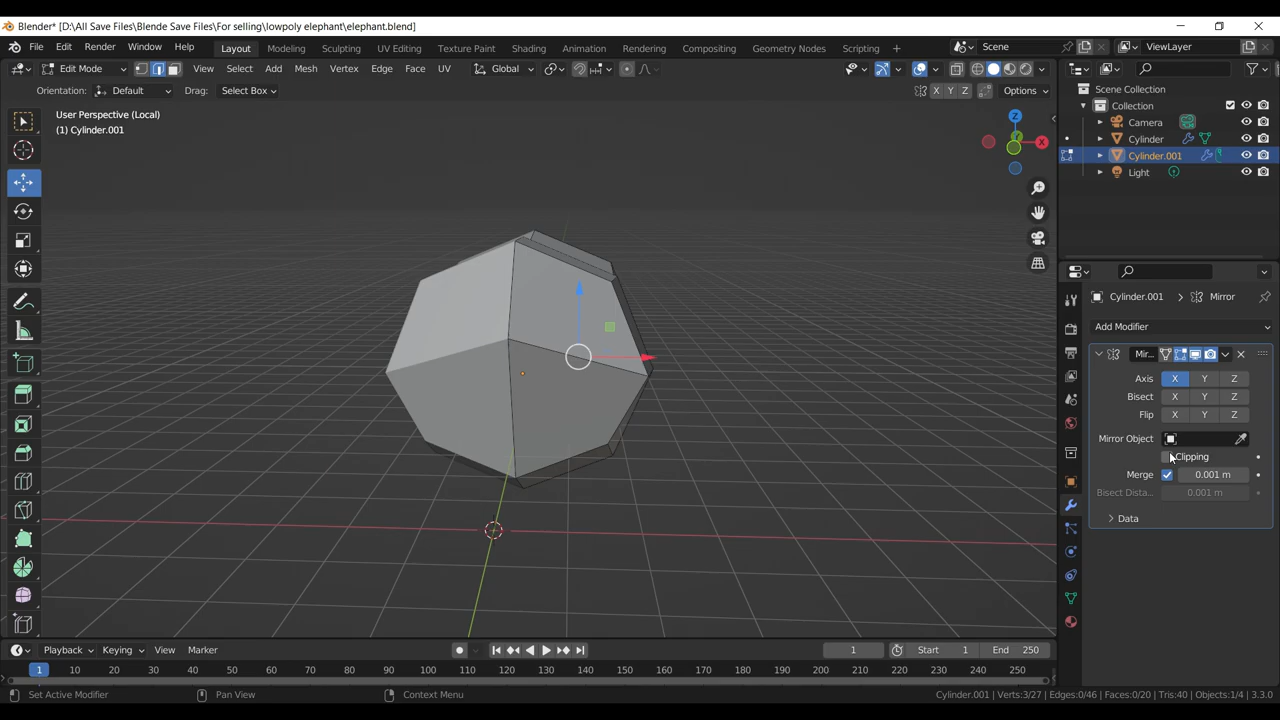 Blender* [D:\All Save Files\Blende Save Files\For selling\lowpoly elephant\elephant.blend]
File Edit Render Window Help Layout Modeling Sculpting UV Editing Texture Paint Shading Animation Rendering Compositing Geometry Nodes Scripting + Scene ViewLayer
Edit Mode View Select Add Mesh Vertex Edge Face UV Global
Orientation: Default Drag: Select Box X Y Z Options
User Perspective (Local)
(1) Cylinder.001
Z
Y
X
Scene Collection
Collection
Camera
Cylinder
Cylinder.001
Light
Cylinder.001 > Mirror
Add Modifier
Mir...
Axis X Y Z
Bisect X Y Z
Flip X Y Z
Mirror Object
Clipping
Merge 0.001 m
Bisect Dista... 0.001 m
Data
Playback Keying View Marker 1 Start 1 End 250
1 10 20 30 40 50 60 70 80 90 100 110 120 130 140 150 160 170 180 190 200 210 220 230 240 250
Set Active Modifier Pan View Context Menu Cylinder.001 | Verts:3/27 | Edges:0/46 | Faces:0/20 | Tris:40 | Objects:1/4 | 3.3.0